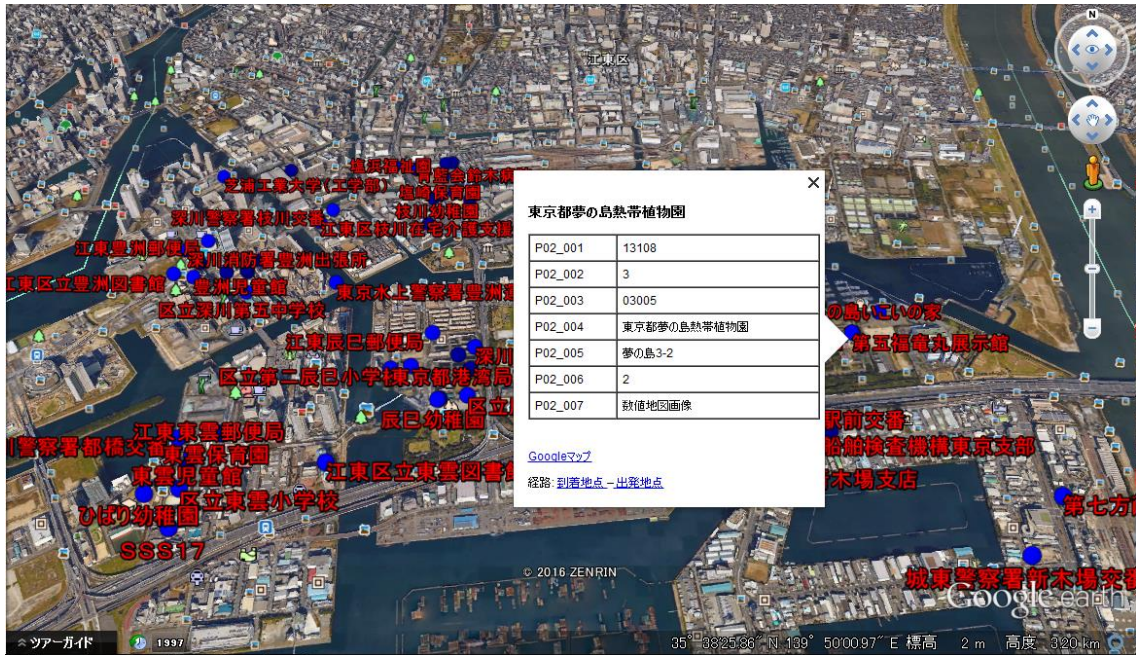 江東区
塩浜福祉園
芝浦工業大学(工学部)
塩崎保育園
枝川幼稚園
深川警察署枝川交番
江東区枝川在宅介護支援
江東豊洲郵便局
深川消防署豊洲出張所
江東区立豊洲図書館
豊洲児童館
東京水上警察署豊洲運
区立深川第五中学校
江東辰巳郵便局
深川
区立第二辰巳小学校
東京都港湾局
辰巳幼稚園
区立
江東東雲郵便局
川警察署都橋交番
東雲保育園
東雲児童館
江東区立東雲図書館
区立東雲小学校
ひばり幼稚園
SSS17
東京都夢の島熱帯植物園
P02_001 13108
P02_002 3
P02_003 03005
P02_004 東京都夢の島熱帯植物園
P02_005 夢の島3-2
P02_006 2
P02_007 数値地図画像
Googleマップ
経路: 到着地点 – 出発地点
の島いこいの家
第五福竜丸展示館
駅前交番
船舶検査機構東京支部
木場支店
第七方
城東警察署新木場交番
N
© 2016 ZENRIN
Google earth
ツアーガイド
1997
35° 38'25.86" N 139° 50'00.97" E 標高 2 m 高度 3.20 km